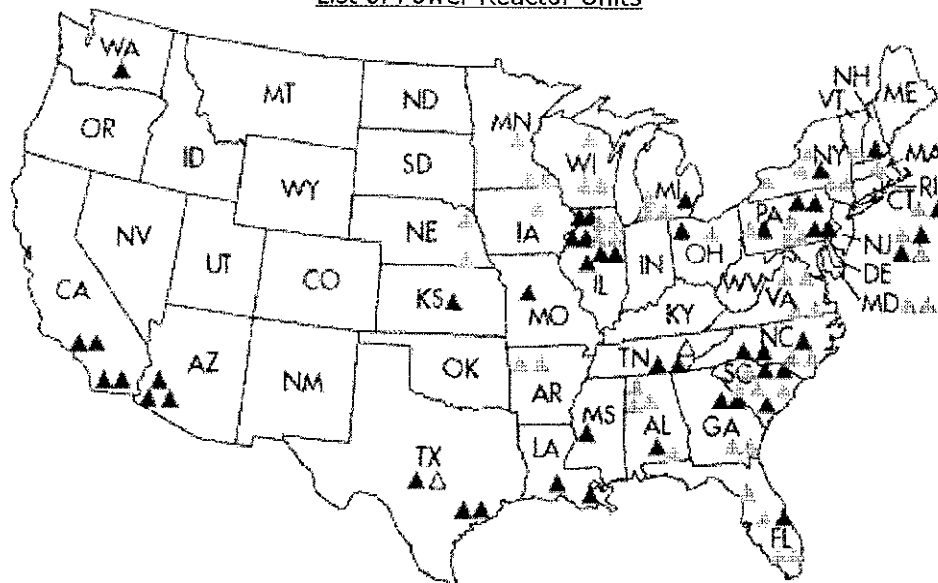 List of Power Reactor Units
WA
MT
ND
MN
NH
VT
ME
OR
ID
SD
WI
MI
NY
MA
RI
CT
WY
NE
IA
PA
NJ
NV
UT
CO
IL
IN
OH
WV
VA
DE
MD
CA
KS
MO
KY
AZ
NM
OK
AR
TN
NC
SC
MS
AL
GA
TX
LA
FL